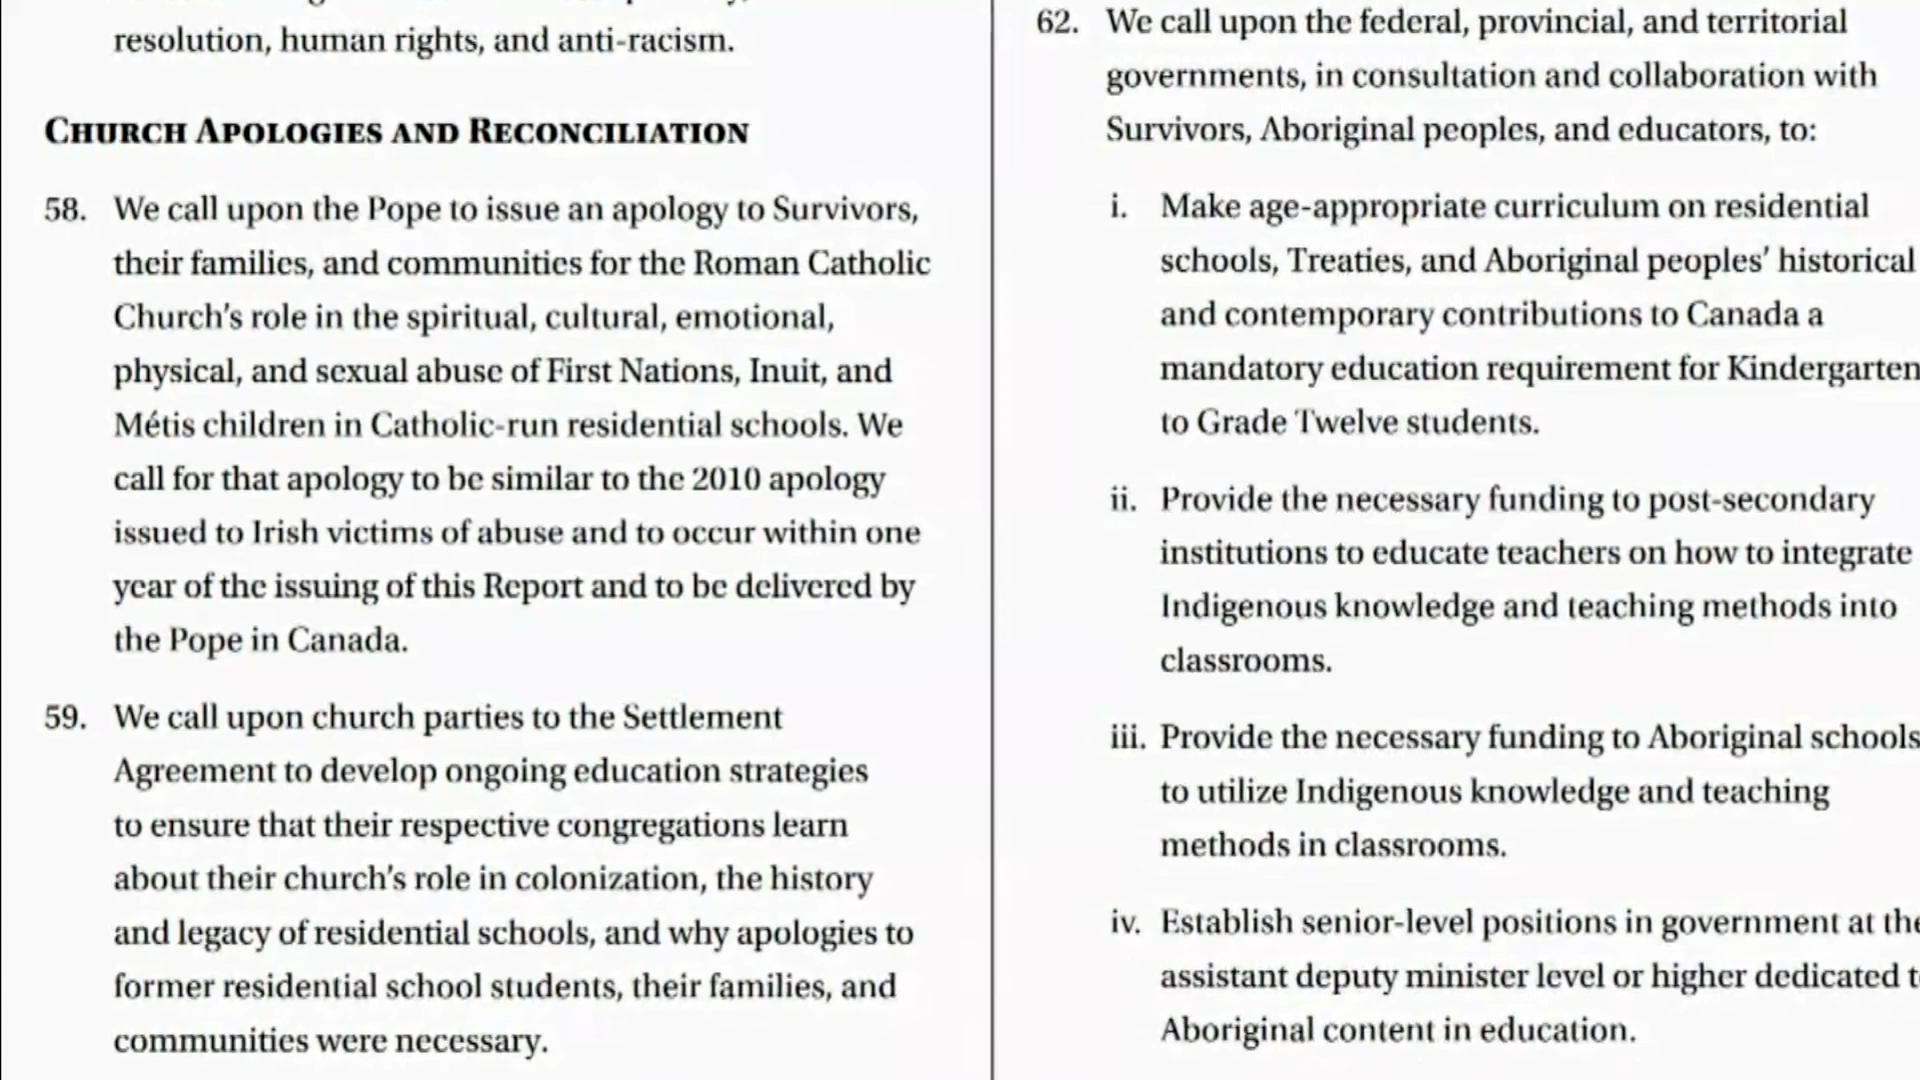 resolution, human rights, and anti-racism.
CHURCH APOLOGIES AND RECONCILIATION
58. We call upon the Pope to issue an apology to Survivors,
their families, and communities for the Roman Catholic
Church's role in the spiritual, cultural, emotional,
physical, and sexual abuse of First Nations, Inuit, and
Métis children in Catholic-run residential schools. We
call for that apology to be similar to the 2010 apology
issued to Irish victims of abuse and to occur within one
year of the issuing of this Report and to be delivered by
the Pope in Canada.
59. We call upon church parties to the Settlement
Agreement to develop ongoing education strategies
to ensure that their respective congregations learn
about their church's role in colonization, the history
and legacy of residential schools, and why apologies to
former residential school students, their families, and
communities were necessary.
62. We call upon the federal, provincial, and territorial
governments, in consultation and collaboration with
Survivors, Aboriginal peoples, and educators, to:
i. Make age-appropriate curriculum on residential
schools, Treaties, and Aboriginal peoples' historical
and contemporary contributions to Canada a
mandatory education requirement for Kindergarten
to Grade Twelve students.
ii. Provide the necessary funding to post-secondary
institutions to educate teachers on how to integrate
Indigenous knowledge and teaching methods into
classrooms.
iii. Provide the necessary funding to Aboriginal schools
to utilize Indigenous knowledge and teaching
methods in classrooms.
iv. Establish senior-level positions in government at the
assistant deputy minister level or higher dedicated
Aboriginal content in education.